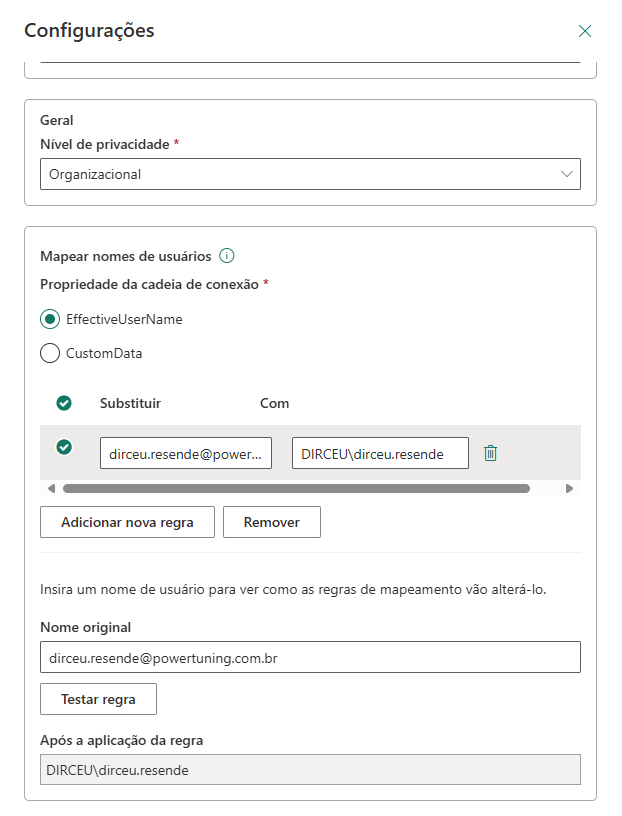 Configurações
Geral
Nível de privacidade *
Organizacional
Mapear nomes de usuários
Propriedade da cadeia de conexão *
EffectiveUserName
CustomData
Substituir Com
dirceu.resende@power... DIRCEU\dirceu.resende
Adicionar nova regra Remover
Insira um nome de usuário para ver como as regras de mapeamento vão alterá-lo.
Nome original
dirceu.resende@powertuning.com.br
Testar regra
Após a aplicação da regra
DIRCEU\dirceu.resende